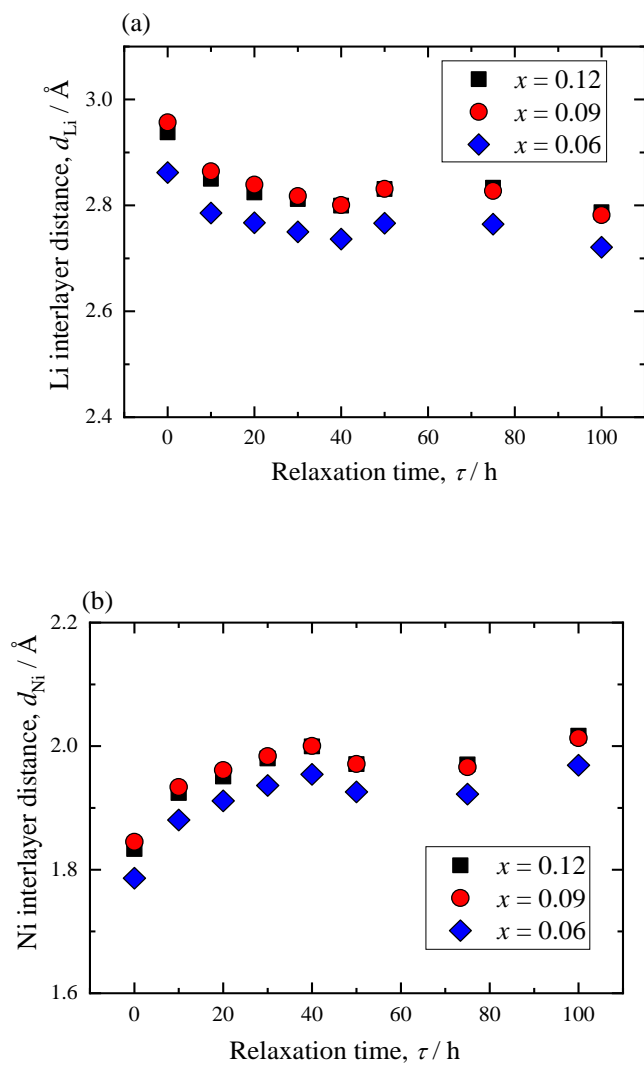 (a)
x = 0.12
x = 0.09
x = 0.06
Li interlayer distance, d_Li / Å
3.0
2.8
2.6
2.4
0 20 40 60 80 100
Relaxation time, τ / h
(b)
Ni interlayer distance, d_Ni / Å
2.2
2.0
1.8
1.6
x = 0.12
x = 0.09
x = 0.06
0 20 40 60 80 100
Relaxation time, τ / h